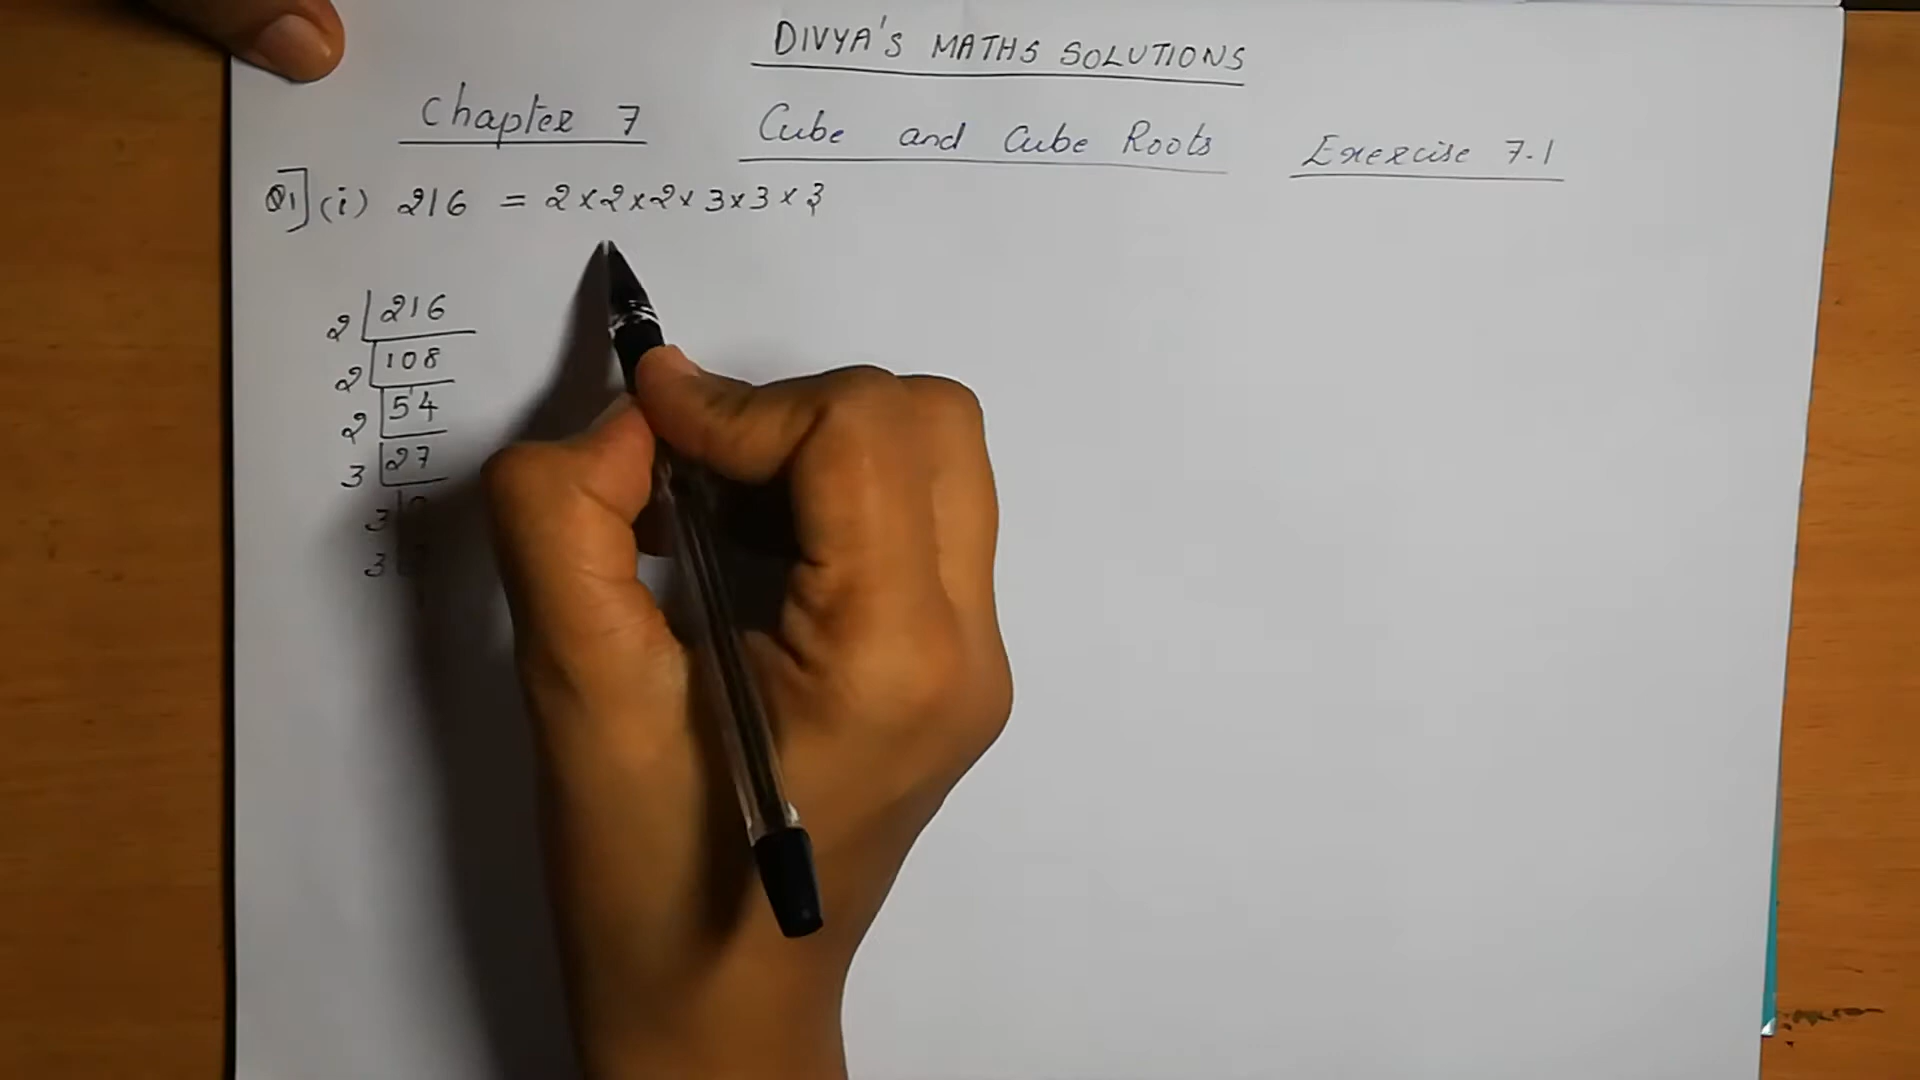 DIVYA'S MATHS SOLUTIONS
Chapter 7 Cube and Cube Roots Exercise 7.1
Q1] (i) 216 = 2 × 2 × 2 × 3 × 3 × 3
2 | 216
2 | 108
2 | 54
3 | 27
3
3